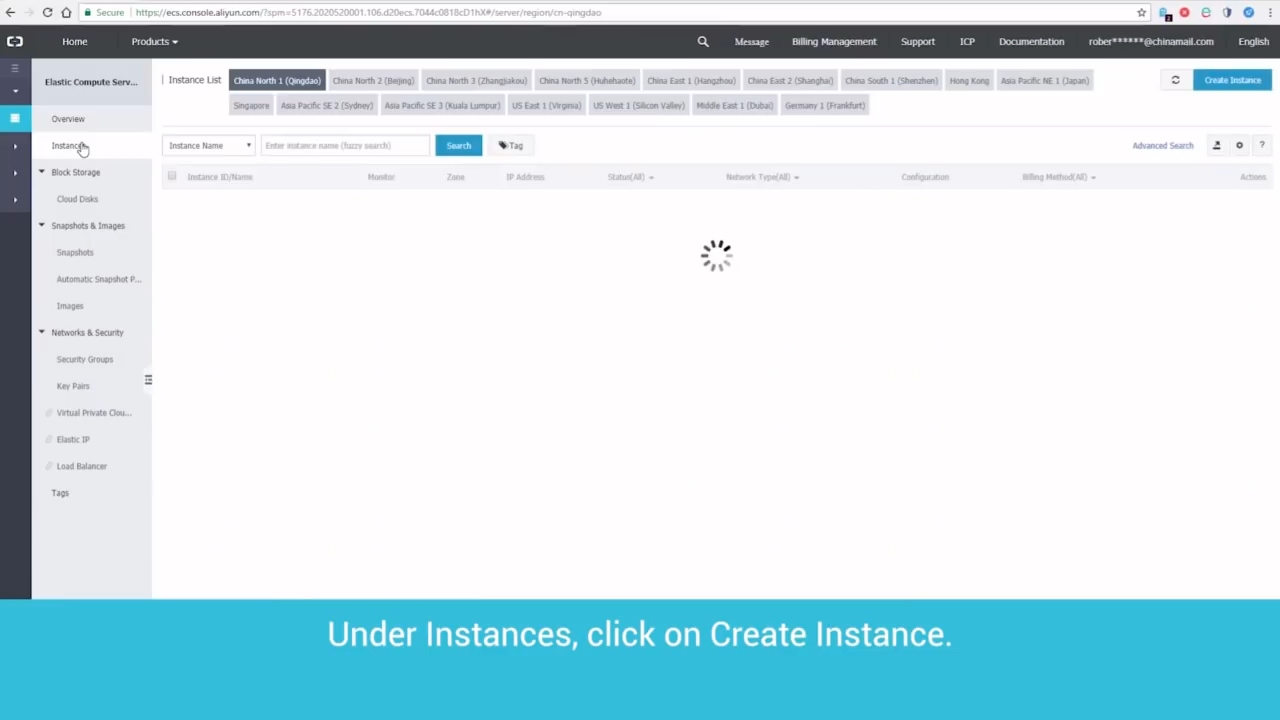 Secure https://ecs.console.aliyun.com/?spm=5176.2020520001.106.d20ecs.7044c0818cD1hX#/server/region/cn-qingdao
2
Home Products Message Billing Management Support ICP Documentation rober******@chinamail.com English
Elastic Compute Serv...
Overview
Instances
Block Storage
Cloud Disks
Snapshots & Images
Snapshots
Automatic Snapshot P...
Images
Networks & Security
Security Groups
Key Pairs
Virtual Private Clou...
Elastic IP
Load Balancer
Tags
Instance List China North 1 (Qingdao) China North 2 (Beijing) China North 3 (Zhangjiakou) China North 5 (Huhehaote) China East 1 (Hangzhou) China East 2 (Shanghai) China South 1 (Shenzhen) Hong Kong Asia Pacific NE 1 (Japan) Create Instance
Singapore Asia Pacific SE 2 (Sydney) Asia Pacific SE 3 (Kuala Lumpur) US East 1 (Virginia) US West 1 (Silicon Valley) Middle East 1 (Dubai) Germany 1 (Frankfurt)
Instance Name Enter instance name (fuzzy search) Search Tag Advanced Search ?
Instance ID/Name Monitor Zone IP Address Status(All) Network Type(All) Configuration Billing Method(All) Actions
Under Instances, click on Create Instance.